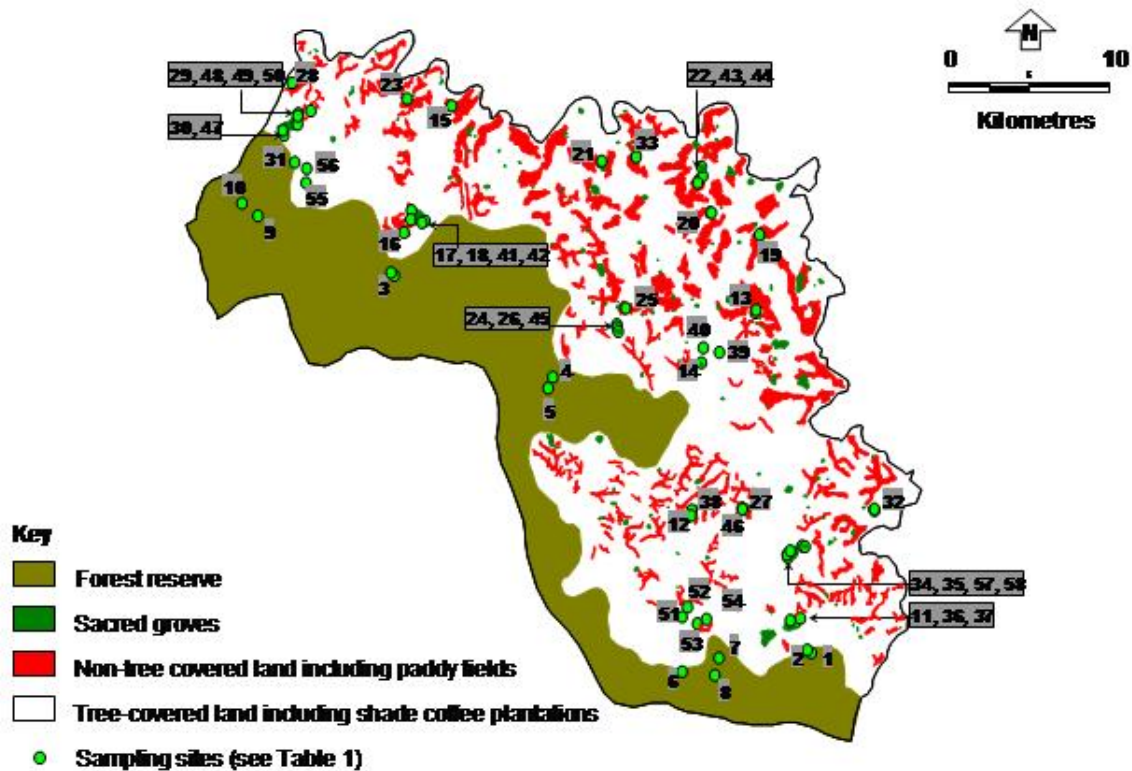 N
0 10
Kilometres
29, 48, 49, 50
28
23
15
22, 43, 44
30, 47
21
33
31
56
10
55
9
20
16
17, 18, 41, 42
19
3
25
13
24, 26, 45
40
39
14
4
5
38
27
32
12
46
34, 35, 57, 58
52
51
54
11, 36, 37
53
7
2
1
6
8
Key
Forest reserve
Sacred groves
Non-tree covered land including paddy fields
Tree-covered land including shade coffee plantations
Sampling sites (see Table 1)